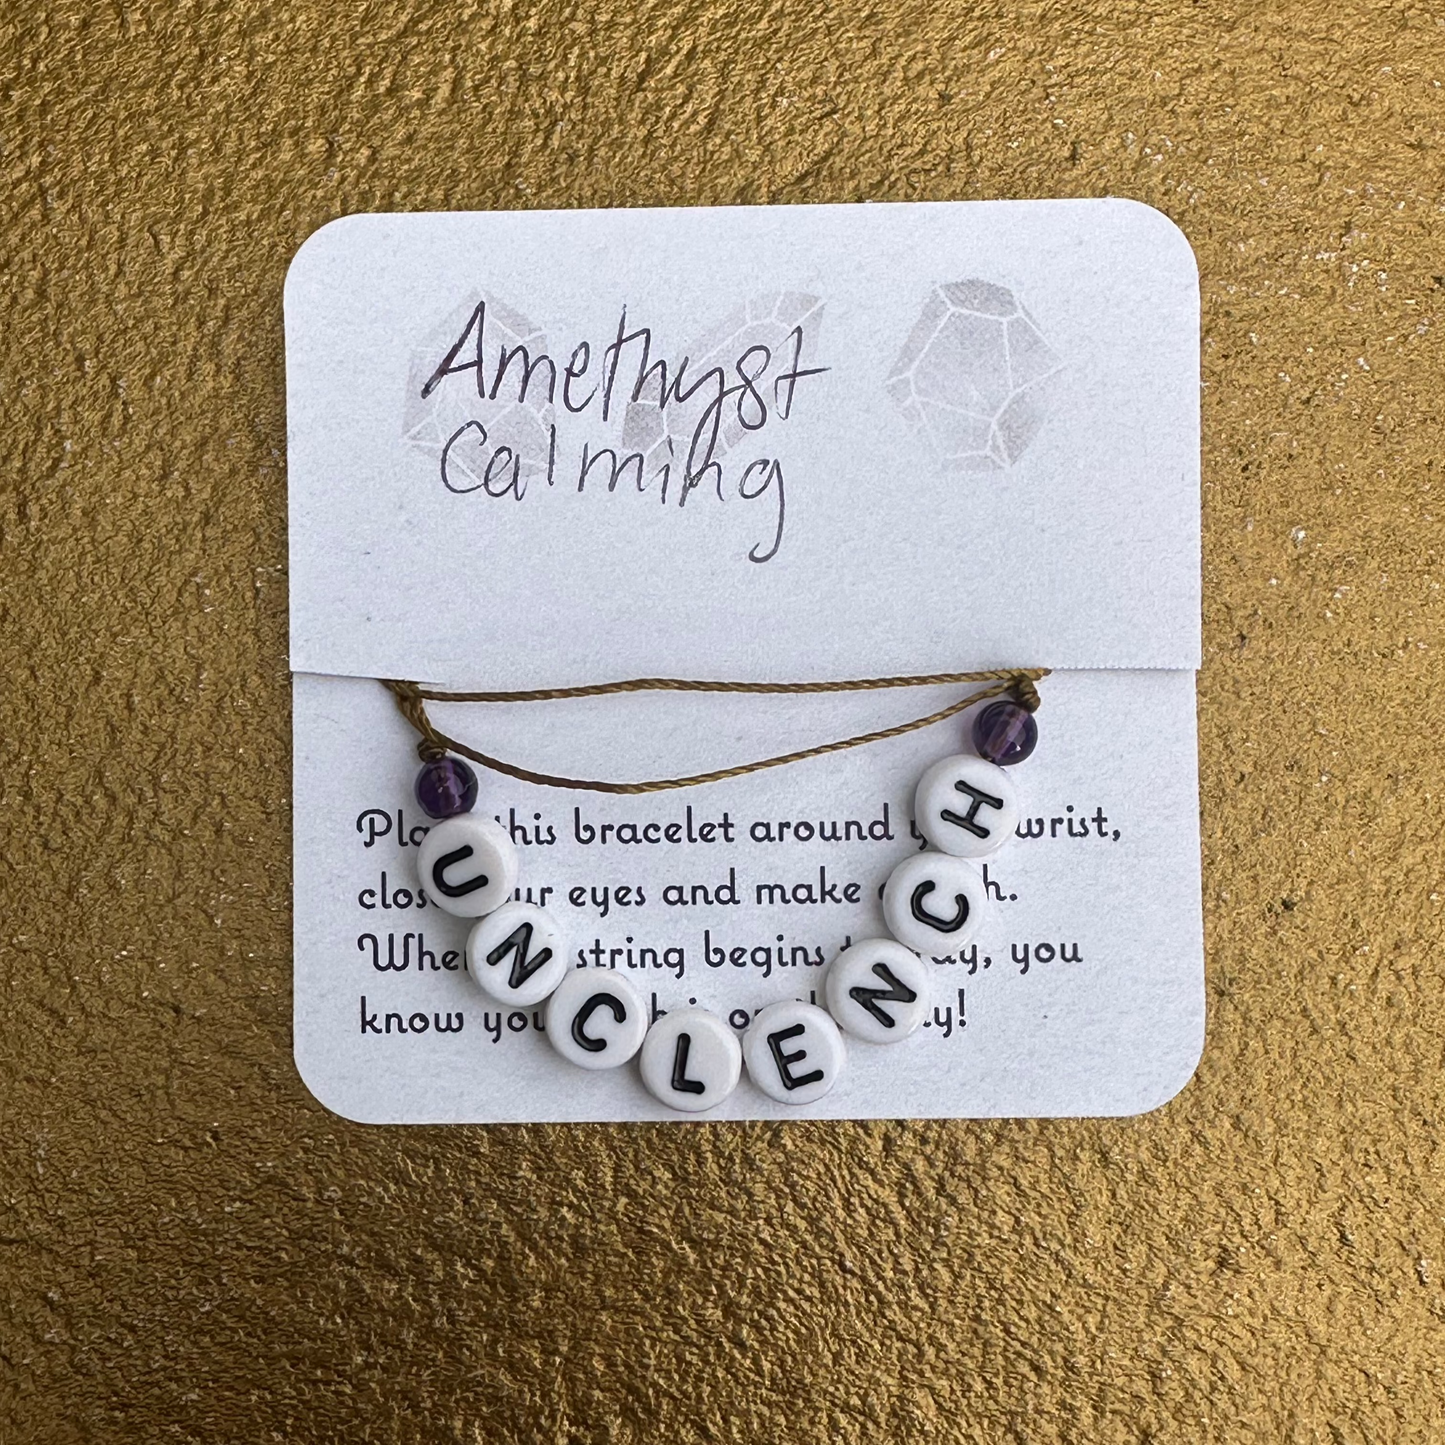 Amethyst
Calming
this bracelet around wrist,
eyes and make
string begins you
know
UNCLENCH